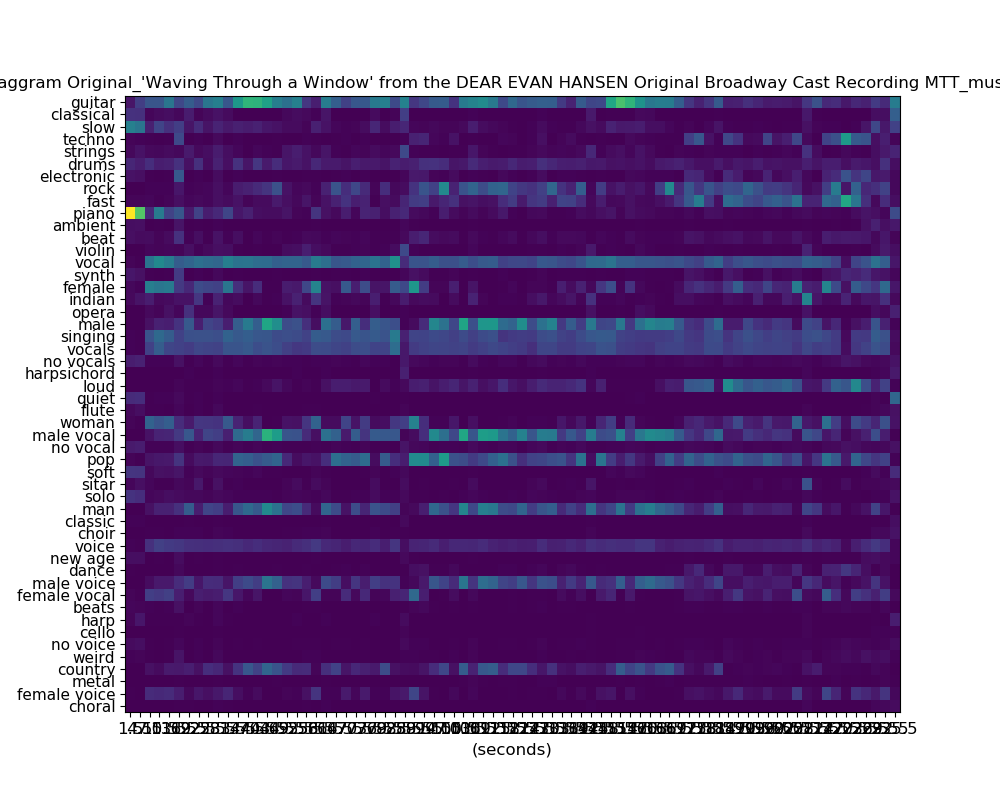 aggram Original_'Waving Through a Window' from the DEAR EVAN HANSEN Original Broadway Cast Recording MTT_mus
guitar
classical
slow
techno
strings
drums
electronic
rock
fast
piano
ambient
beat
violin
vocal
synth
female
indian
opera
male
singing
vocals
no vocals
harpsichord
loud
quiet
flute
woman
male vocal
no vocal
pop
soft
sitar
solo
man
classic
choir
voice
new age
dance
male voice
female vocal
beats
harp
cello
no voice
weird
country
metal
female voice
choral
(seconds)